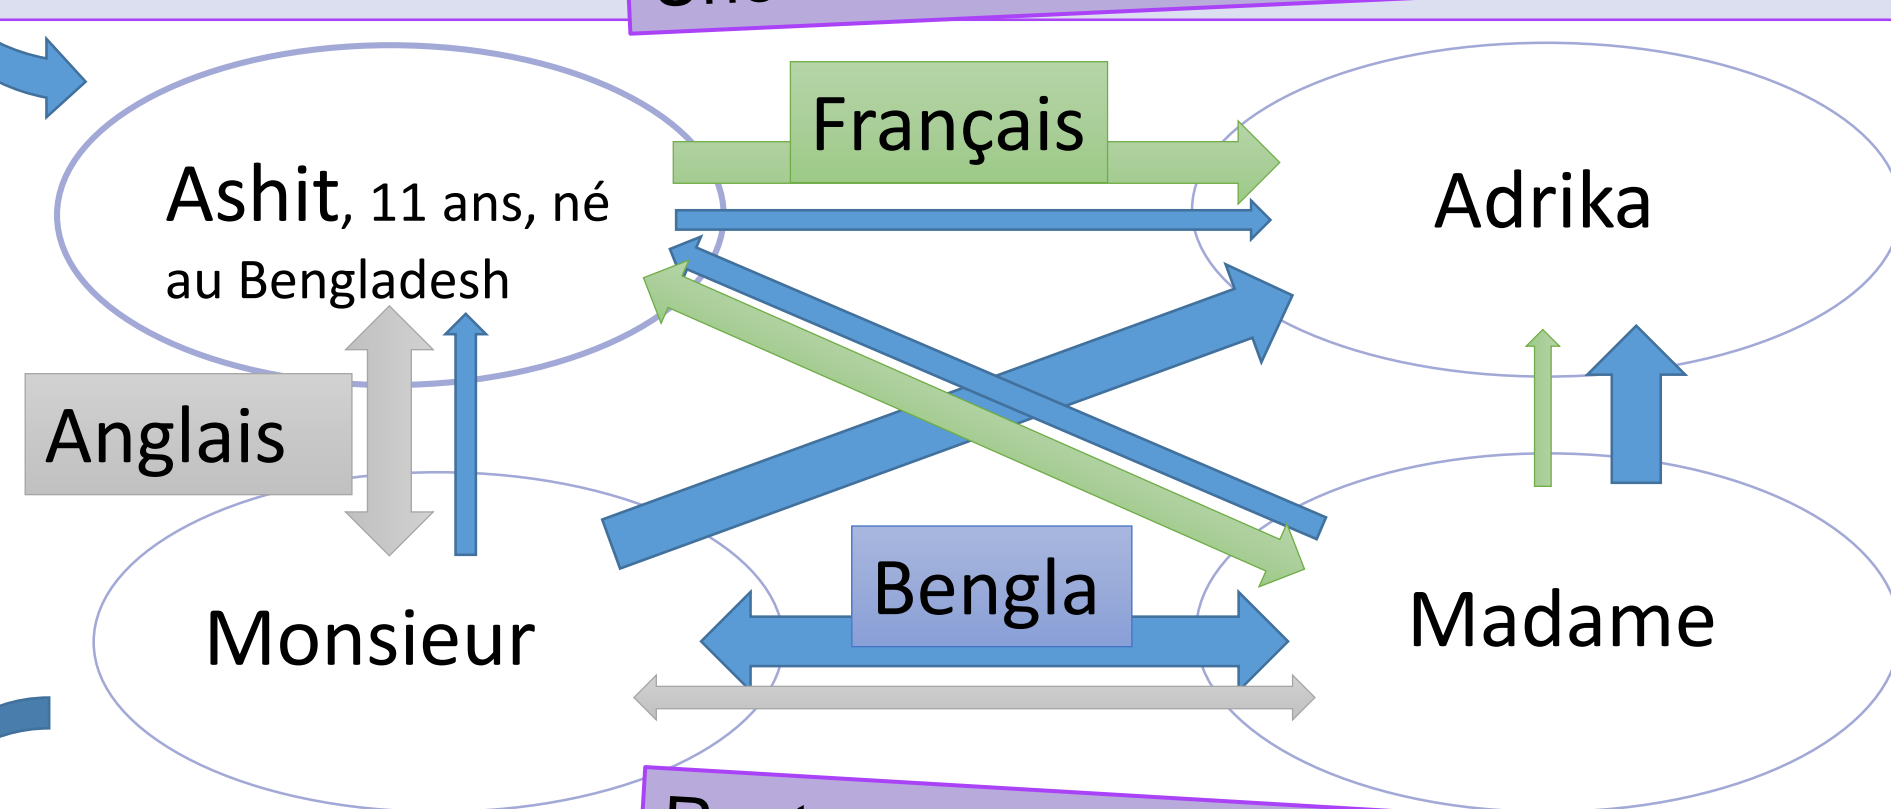 Français
Ashit, 11 ans, né
au Bengladesh
Adrika
Anglais
Bengla
Monsieur
Madame